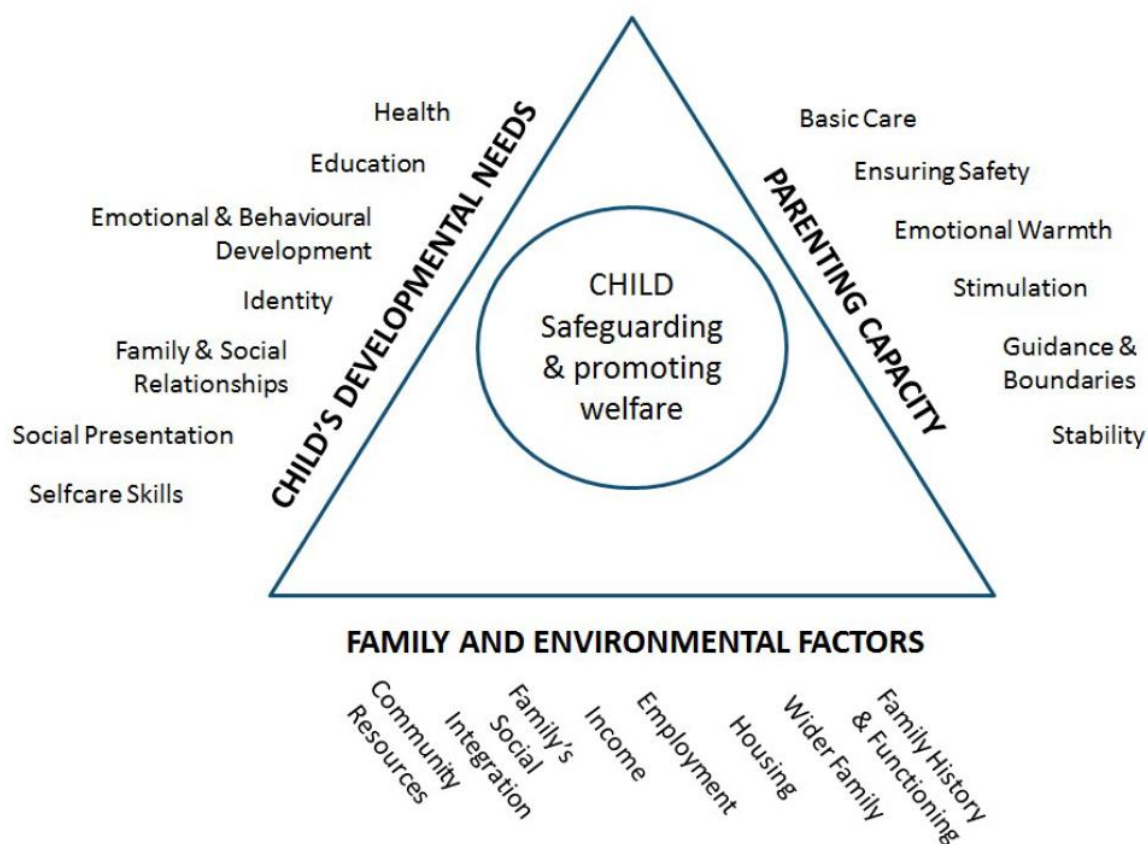 Health
Education
Emotional & Behavioural
Development
Identity
Family & Social
Relationships
Social Presentation
Selfcare Skills
CHILD'S DEVELOPMENTAL NEEDS
CHILD
Safeguarding
& promoting
welfare
PARENTING CAPACITY
Basic Care
Ensuring Safety
Emotional Warmth
Stimulation
Guidance &
Boundaries
Stability
FAMILY AND ENVIRONMENTAL FACTORS
Community
Resources
Family's
Social
Integration
Income
Employment
Housing
Wider Family
Family History
& Functioning